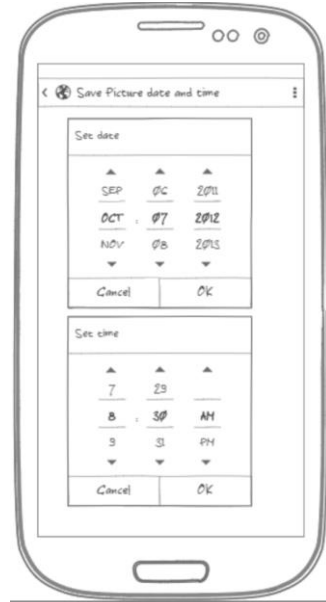 Save Picture date and time
Set date
SEP 06 2011
OCT : 07 2012
NOV 08 2013
Cancel OK
Set time
7 29
8 : 30 AM
9 31 PM
Cancel OK